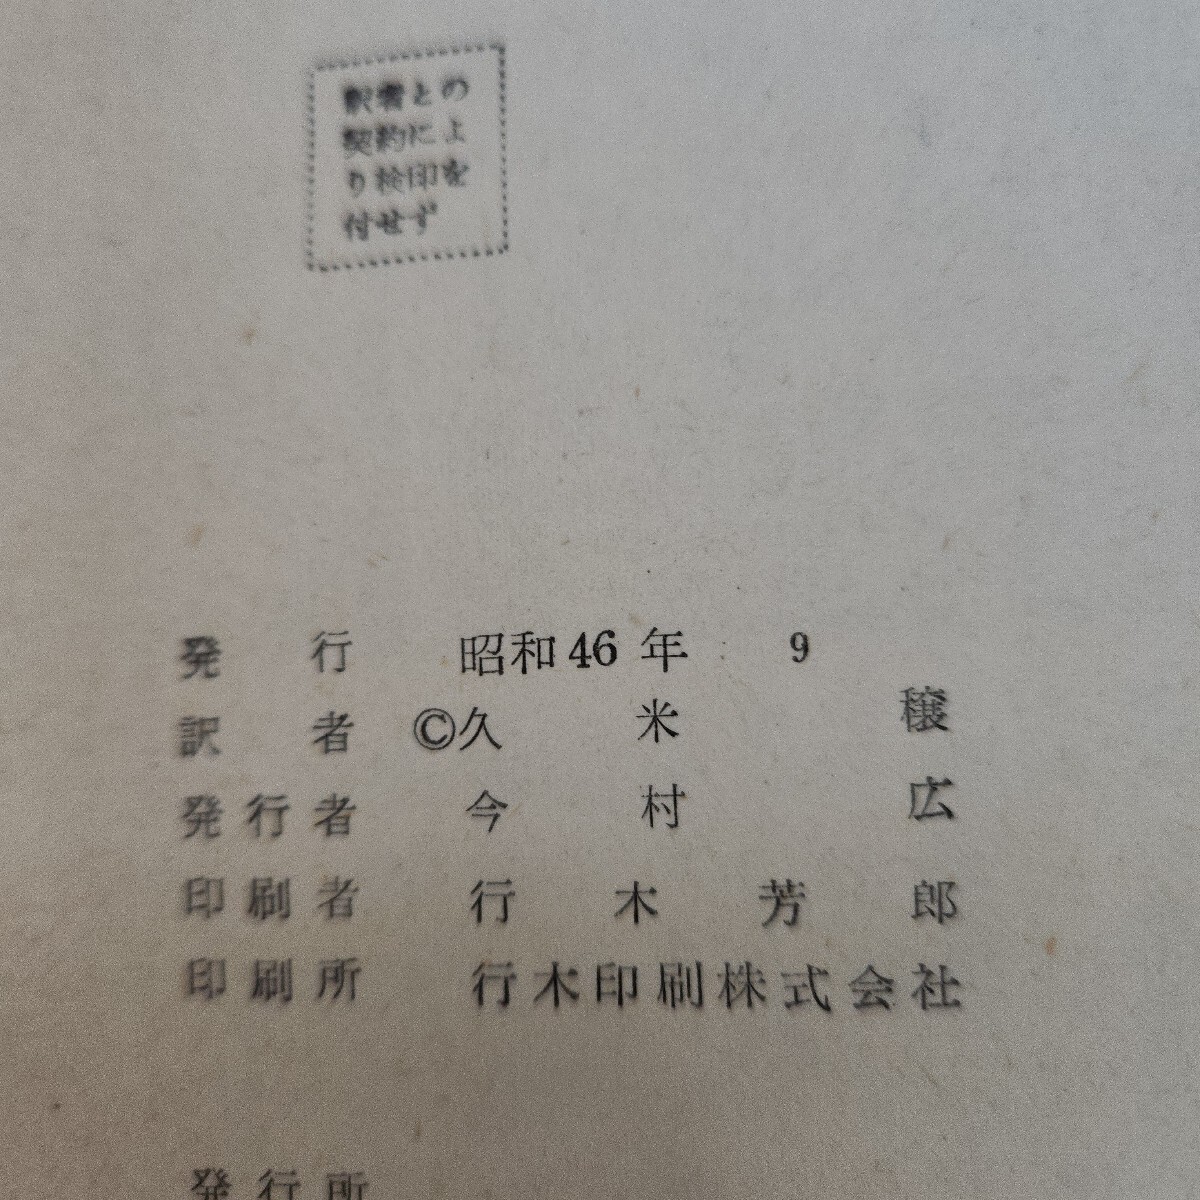 訳者との
契約によ
り検印を
付せず
発行 昭和46年 9
訳者 ©久米穣
発行者 今村広
印刷者 行木芳郎
印刷所 行木印刷株式会社
発行所